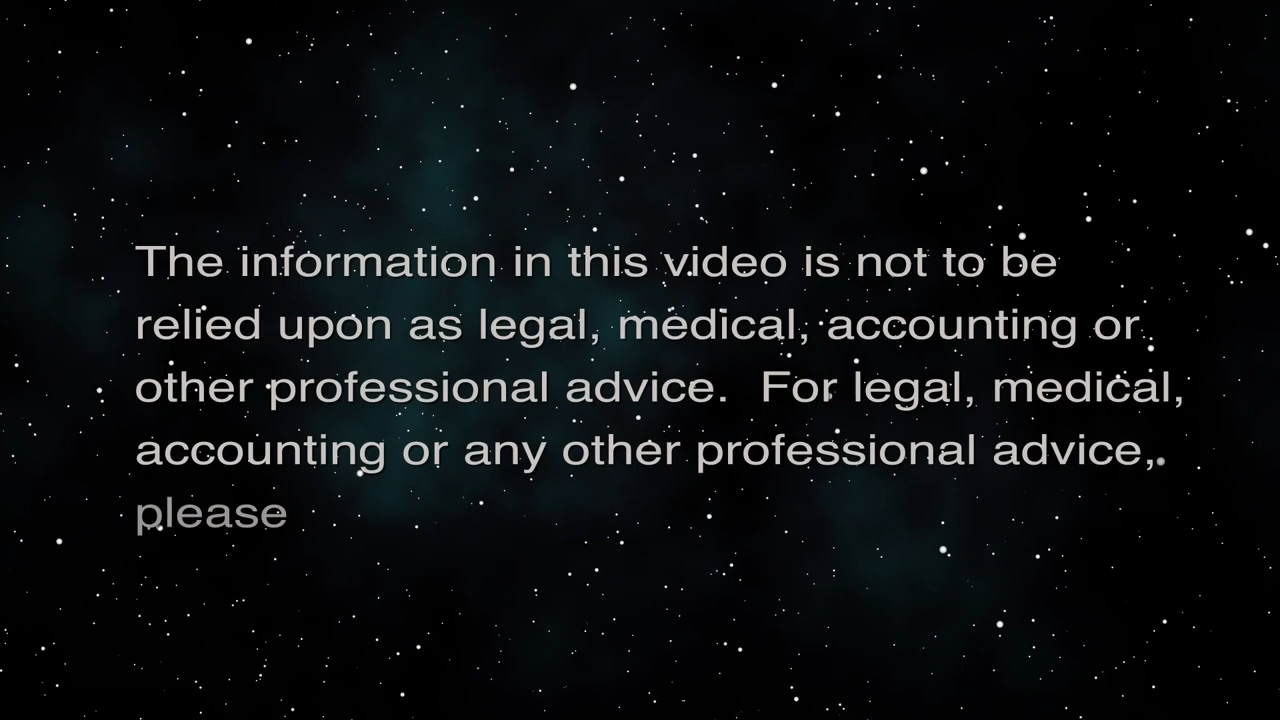 The information in this video is not to be
relied upon as legal, medical, accounting or
other professional advice.  For legal, medical,
accounting or any other professional advice,
please